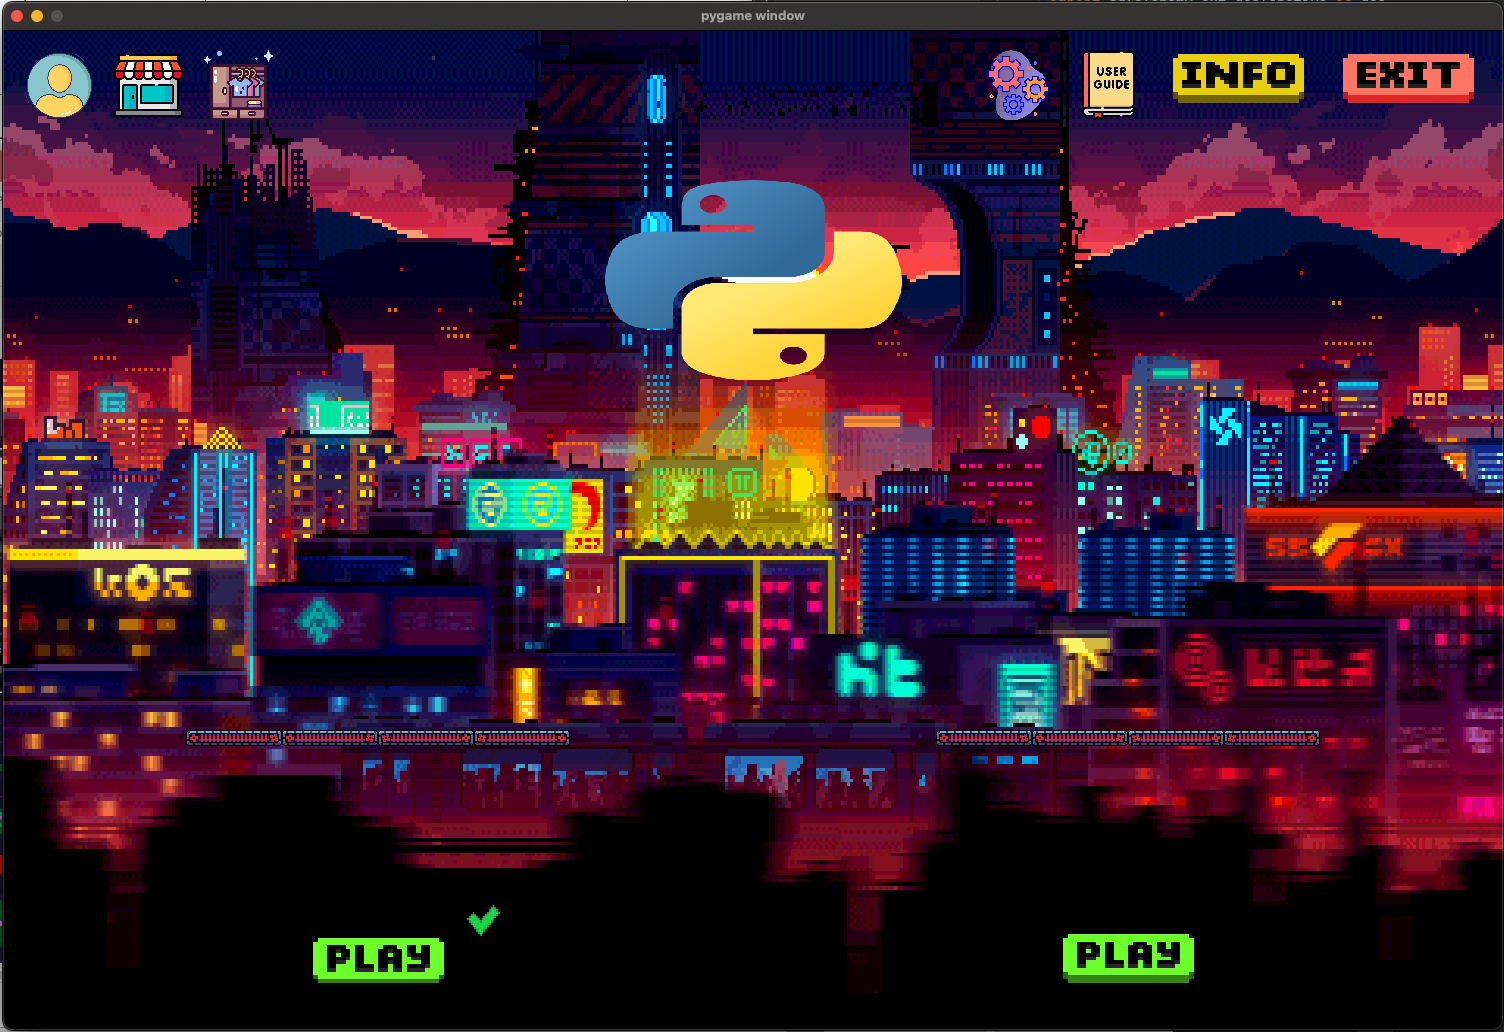 pygame window
USER
GUIDE
INFO
EXIT
PLAY
PLAY